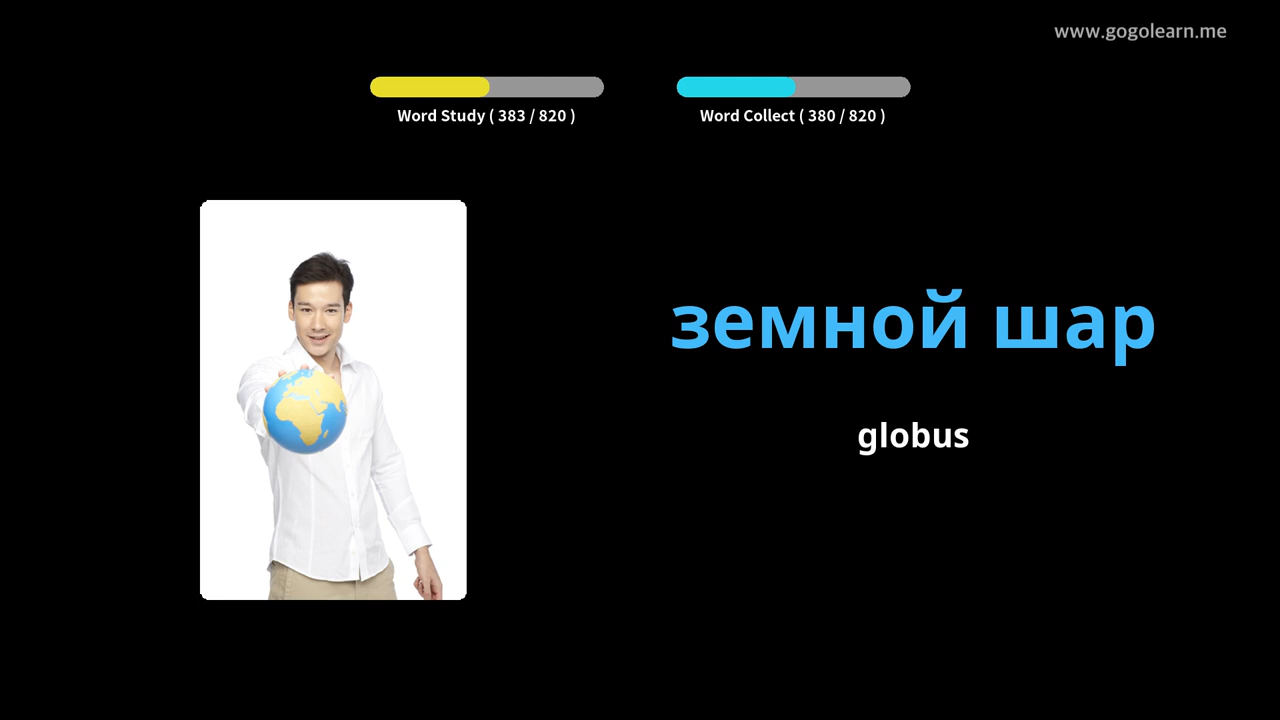 www.gogolearn.me
Word Study ( 383 / 820 )
Word Collect ( 380 / 820 )
земной шар
globus